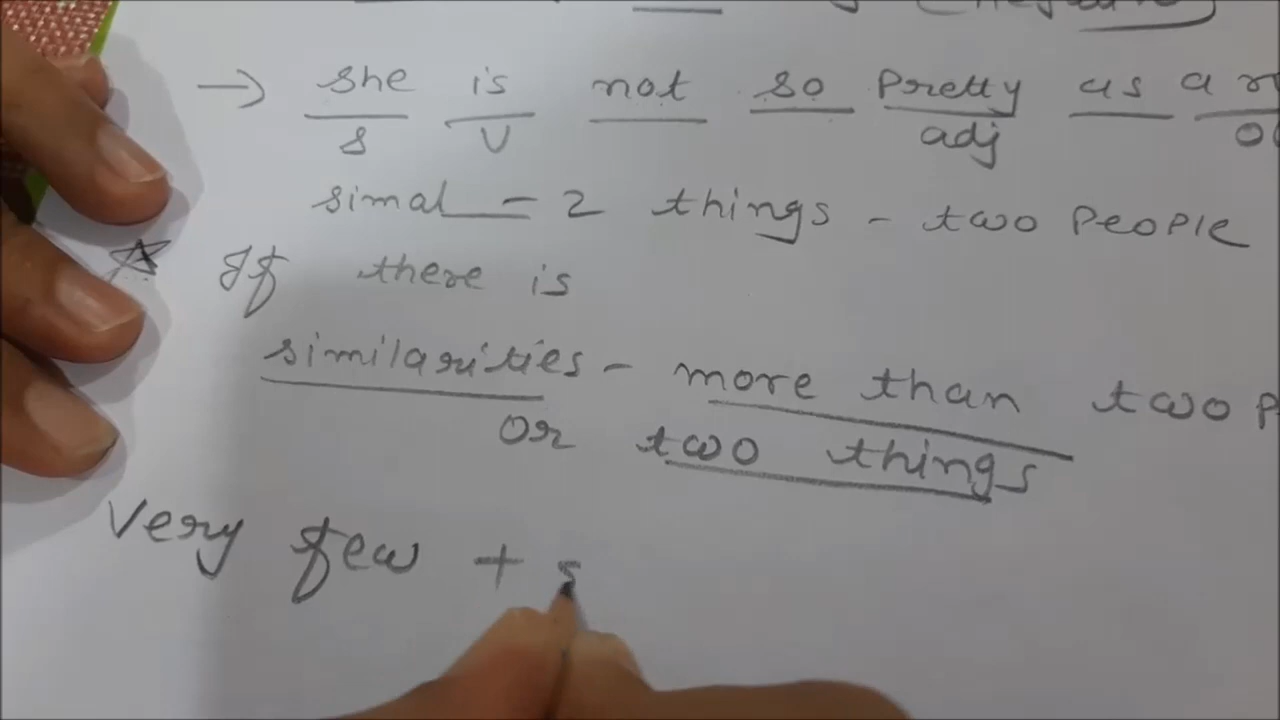 → she is not so pretty as a
s v adj
simal - 2 things - two people
If there is
similarities - more than two
or two things
very few + s